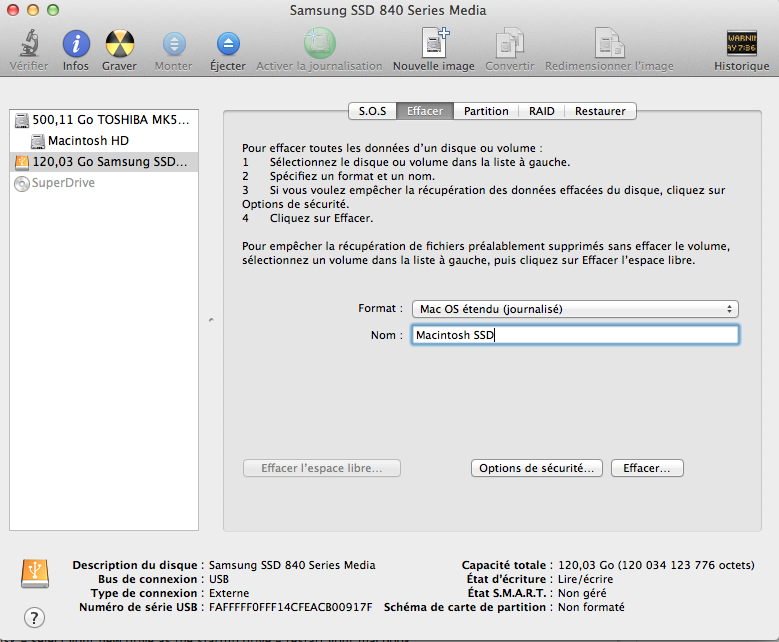 Samsung SSD 840 Series Media
Vérifier Infos Graver Monter Éjecter Activer la journalisation Nouvelle image Convertir Redimensionner l'image Historique
WARNIN
AY 7:36
500,11 Go TOSHIBA MK5...
Macintosh HD
120,03 Go Samsung SSD...
SuperDrive
S.O.S Effacer Partition RAID Restaurer
Pour effacer toutes les données d'un disque ou volume :
1 Sélectionnez le disque ou volume dans la liste à gauche.
2 Spécifiez un format et un nom.
3 Si vous voulez empêcher la récupération des données effacées du disque, cliquez sur
Options de sécurité.
4 Cliquez sur Effacer.
Pour empêcher la récupération de fichiers préalablement supprimés sans effacer le volume,
sélectionnez un volume dans la liste à gauche, puis cliquez sur Effacer l'espace libre.
Format : Mac OS étendu (journalisé)
Nom : Macintosh SSD
Effacer l'espace libre... Options de sécurité... Effacer...
Description du disque : Samsung SSD 840 Series Media
Bus de connexion : USB
Type de connexion : Externe
Numéro de série USB : FAFFFFF0FFF14CFEACB00917F
Capacité totale : 120,03 Go (120 034 123 776 octets)
État d'écriture : Lire/écrire
État S.M.A.R.T. : Non géré
Schéma de carte de partition : Non formaté
?